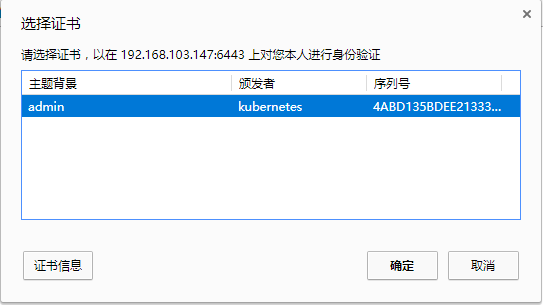 选择证书
请选择证书，以在 192.168.103.147:6443 上对您本人进行身份验证
主题背景 颁发者 序列号
admin kubernetes 4ABD135BDEE21333...
证书信息 确定 取消